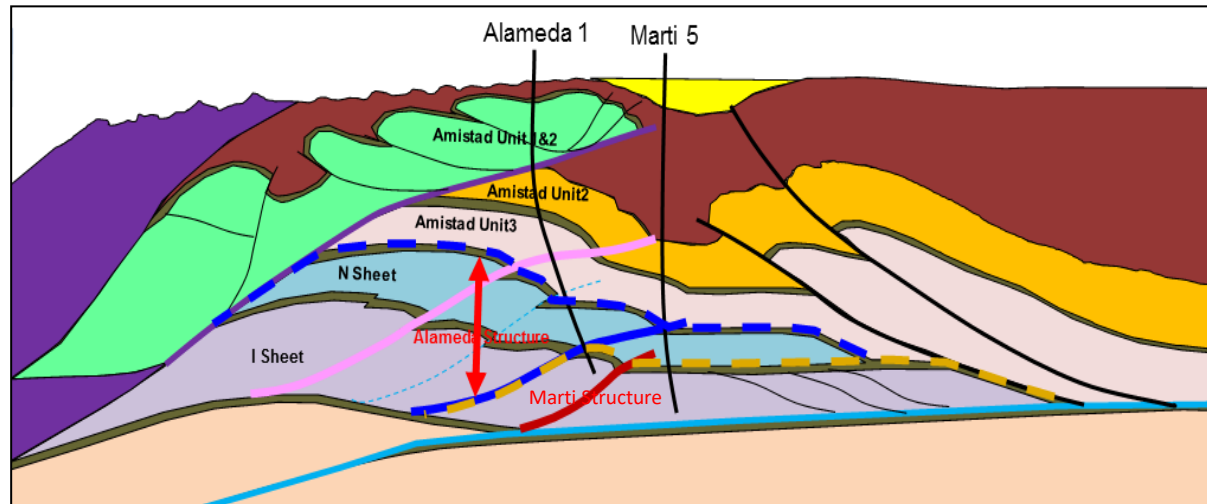 Alameda 1
Marti 5
Amistad Unit 1&2
Amistad Unit2
Amistad Unit3
N Sheet
Alameda Structure
I Sheet
Marti Structure